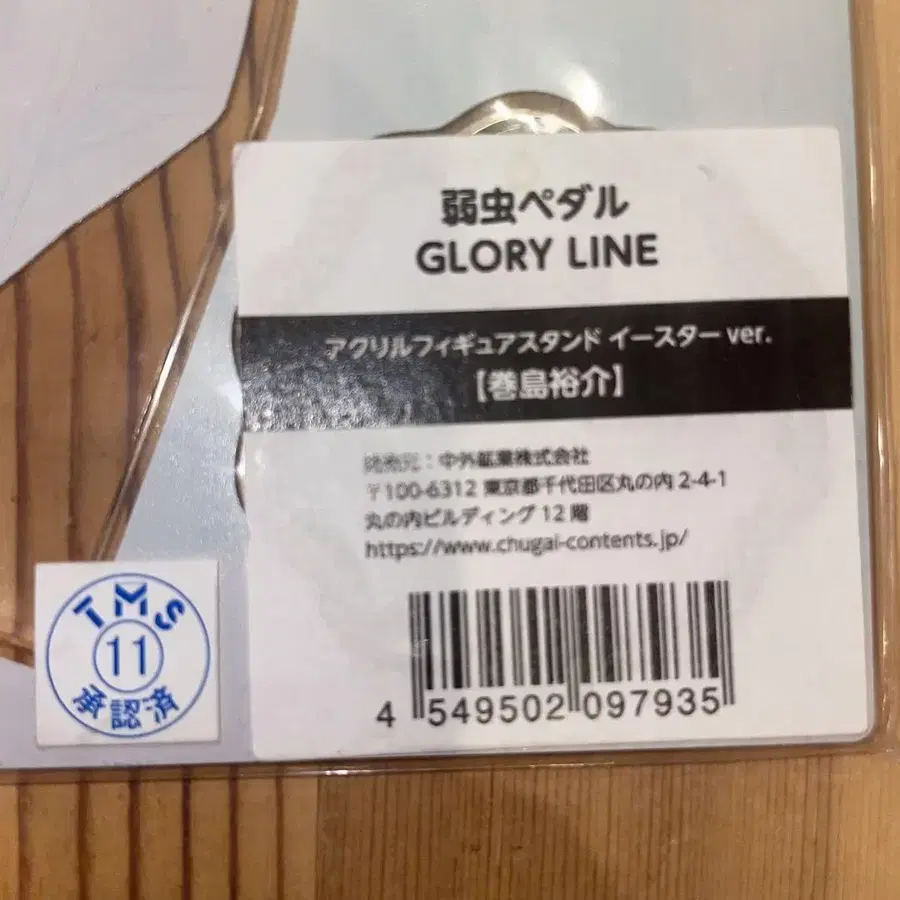 弱虫ペダル
GLORY LINE
アクリルフィギュアスタンド イースター ver.
【巻島裕介】
発売元：中外鉱業株式会社
〒100-6312 東京都千代田区丸の内 2-4-1
丸の内ビルディング 12 階
https://www.chugai-contents.jp/
4 549502 097935
TMS
11
承認済